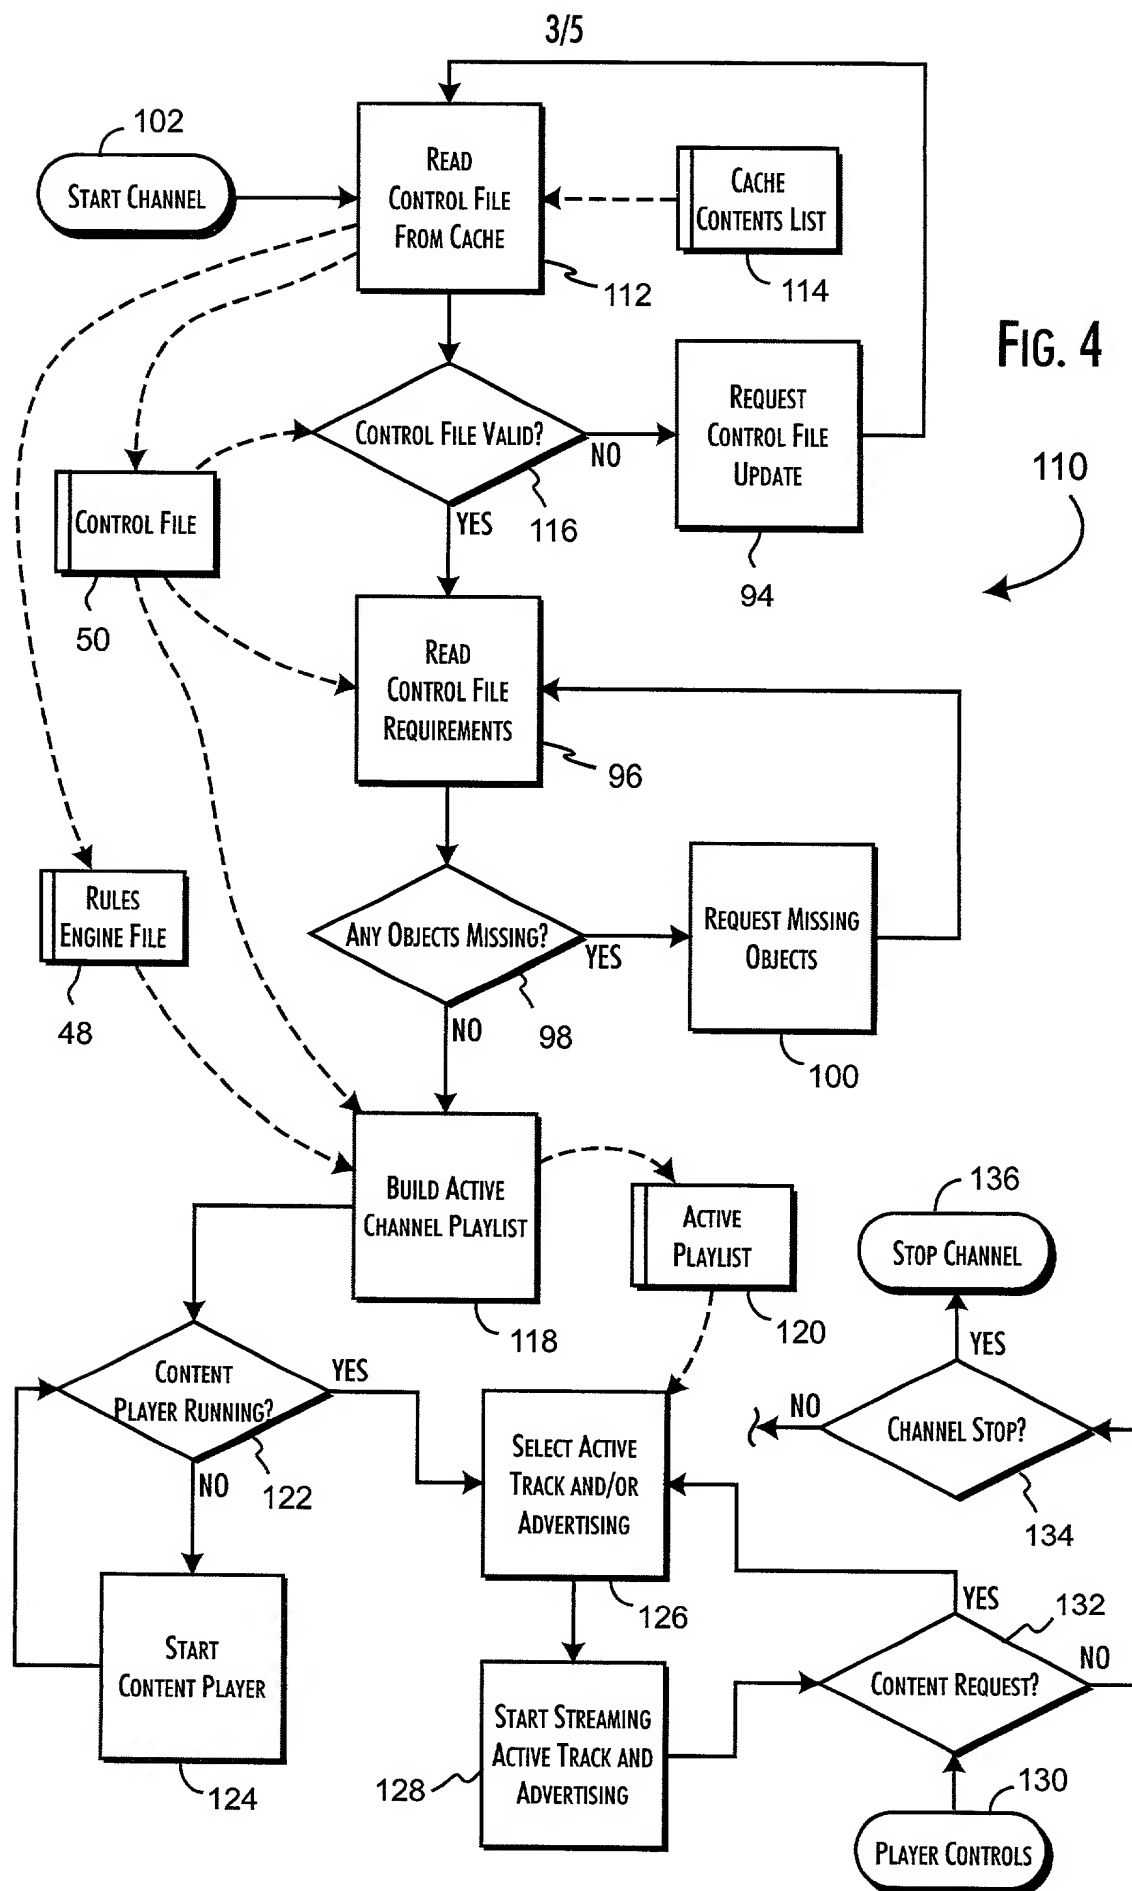 3/5
102
START CHANNEL
READ
CONTROL FILE
FROM CACHE
112
CACHE
CONTENTS LIST
114
FIG. 4
CONTROL FILE VALID?
NO
YES
116
REQUEST
CONTROL FILE
UPDATE
94
110
CONTROL FILE
50
READ
CONTROL FILE
REQUIREMENTS
96
RULES
ENGINE FILE
48
ANY OBJECTS MISSING?
YES
NO
98
REQUEST MISSING
OBJECTS
100
BUILD ACTIVE
CHANNEL PLAYLIST
118
ACTIVE
PLAYLIST
120
136
STOP CHANNEL
YES
CONTENT
PLAYER RUNNING?
YES
NO
122
SELECT ACTIVE
TRACK AND/OR
ADVERTISING
126
NO
CHANNEL STOP?
134
START
CONTENT PLAYER
124
START STREAMING
ACTIVE TRACK AND
ADVERTISING
128
YES
132
CONTENT REQUEST?
NO
130
PLAYER CONTROLS